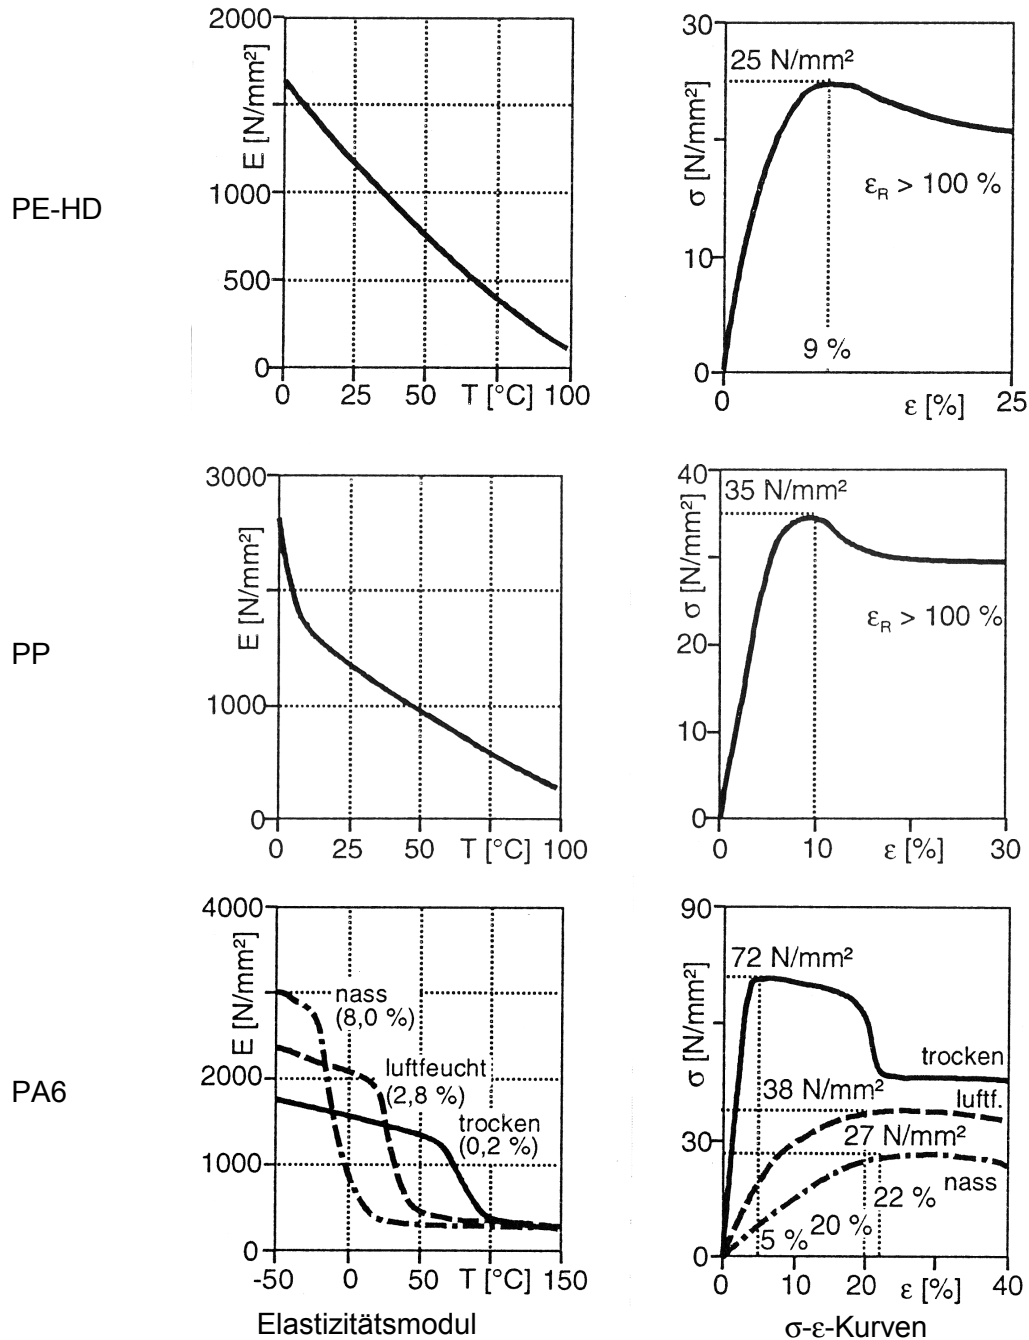 PE-HD
2000
1000
500
0
E [N/mm²]
0 25 50 T [°C] 100
30
10
0
σ [N/mm²]
25 N/mm²
εR > 100 %
9 %
0 ε [%] 25
PP
3000
1000
0
E [N/mm²]
0 25 50 T [°C] 100
40
20
10
0
σ [N/mm²]
35 N/mm²
εR > 100 %
0 10 ε [%] 30
PA6
4000
2000
1000
0
E [N/mm²]
nass
(8,0 %)
luftfeucht
(2,8 %)
trocken
(0,2 %)
-50 0 50 T [°C] 150
Elastizitätsmodul
90
30
0
σ [N/mm²]
72 N/mm²
trocken
38 N/mm²
luftf.
27 N/mm²
nass
22 %
20 %
5 %
0 10 20 ε [%] 40
σ-ε-Kurven